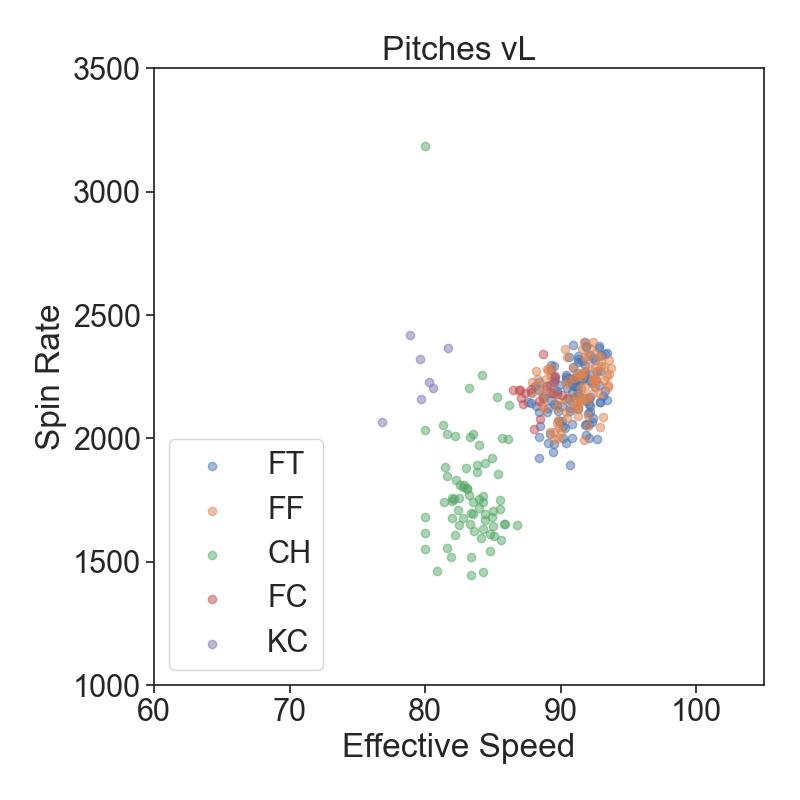 Pitches vL
3500
3000
2500
2000
1500
1000
Spin Rate
FT
FF
CH
FC
KC
60 70 80 90 100
Effective Speed